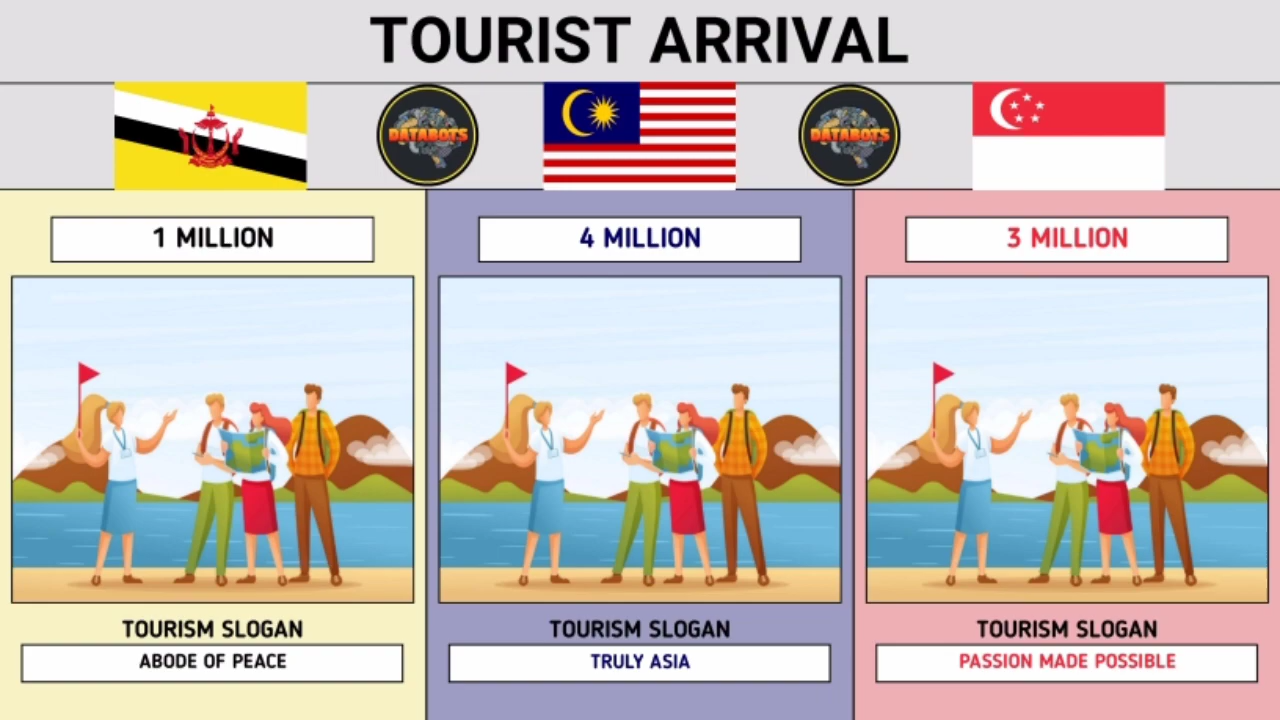 TOURIST ARRIVAL
DATABOTS
DATABOTS
1 MILLION
4 MILLION
3 MILLION
TOURISM SLOGAN
TOURISM SLOGAN
TOURISM SLOGAN
ABODE OF PEACE
TRULY ASIA
PASSION MADE POSSIBLE